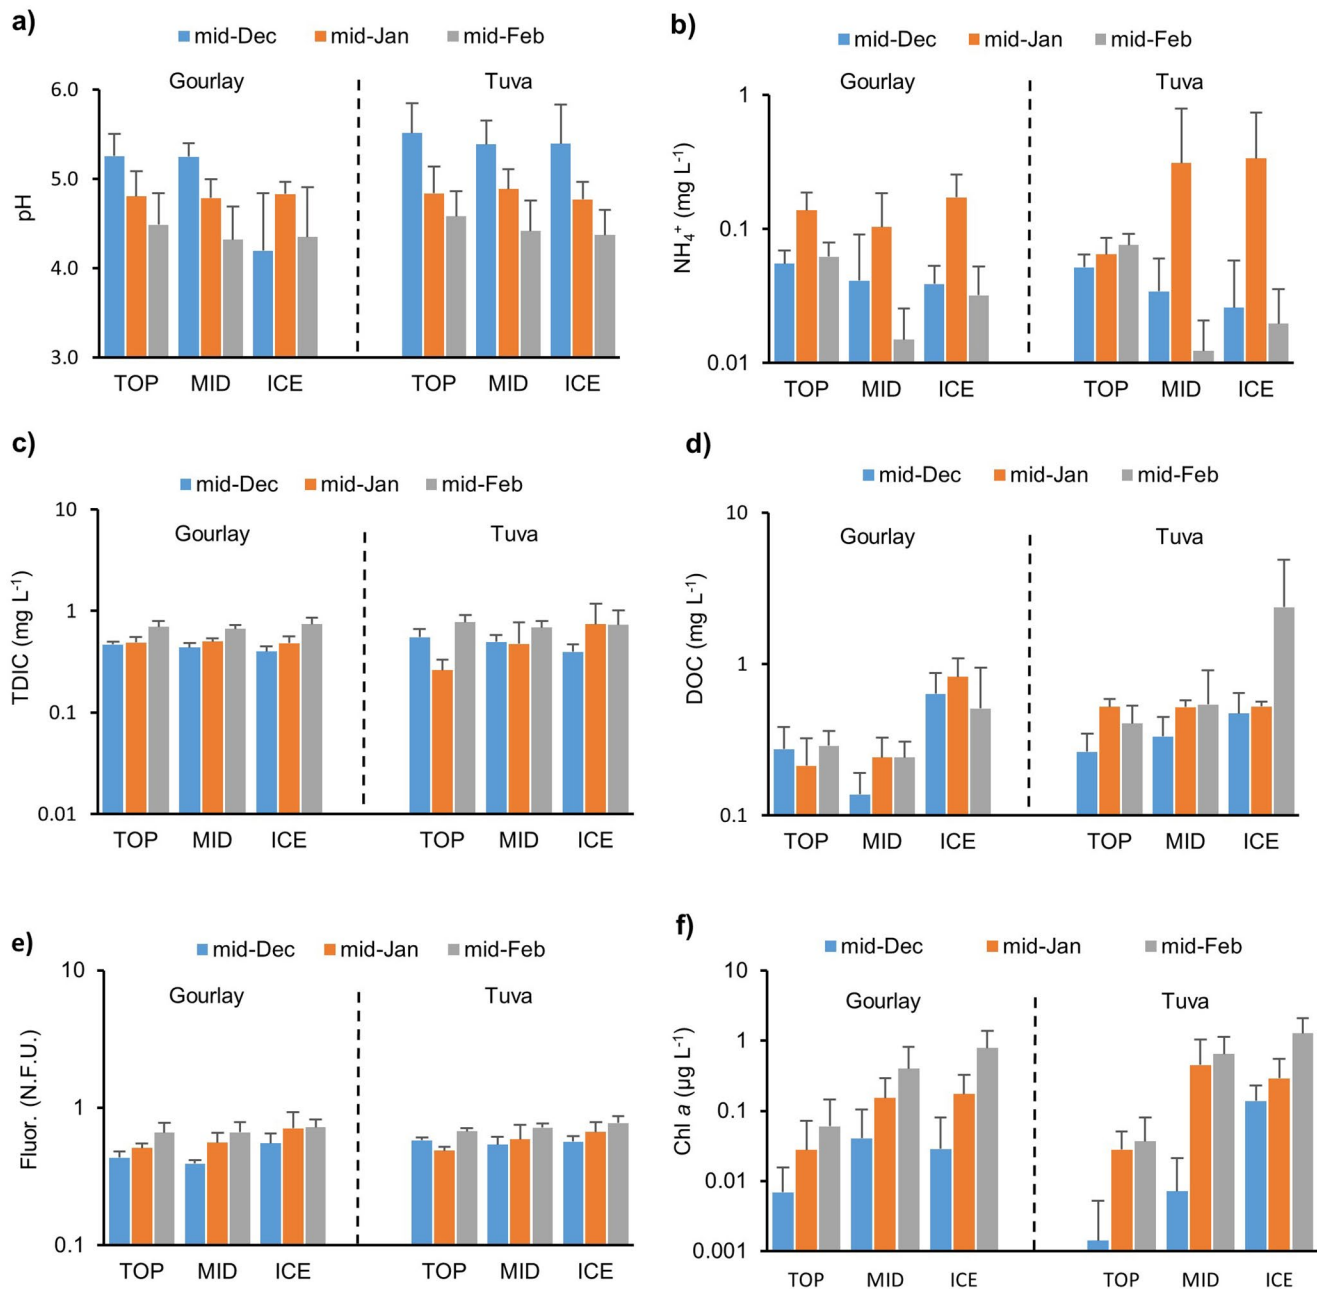 a)
mid-Dec mid-Jan mid-Feb
Gourlay Tuva
6.0
5.0
4.0
3.0
pH
TOP MID ICE TOP MID ICE
b)
mid-Dec mid-Jan mid-Feb
Gourlay Tuva
1
0.1
0.01
NH₄⁺ (mg L⁻¹)
TOP MID ICE TOP MID ICE
c)
mid-Dec mid-Jan mid-Feb
Gourlay Tuva
10
1
0.1
0.01
TDIC (mg L⁻¹)
TOP MID ICE TOP MID ICE
d)
mid-Dec mid-Jan mid-Feb
Gourlay Tuva
10
1
0.1
DOC (mg L⁻¹)
TOP MID ICE TOP MID ICE
e)
mid-Dec mid-Jan mid-Feb
Gourlay Tuva
10
1
0.1
Fluor. (N.F.U.)
TOP MID ICE TOP MID ICE
f)
mid-Dec mid-Jan mid-Feb
Gourlay Tuva
10
1
0.1
0.01
0.001
Chl a (µg L⁻¹)
TOP MID ICE TOP MID ICE